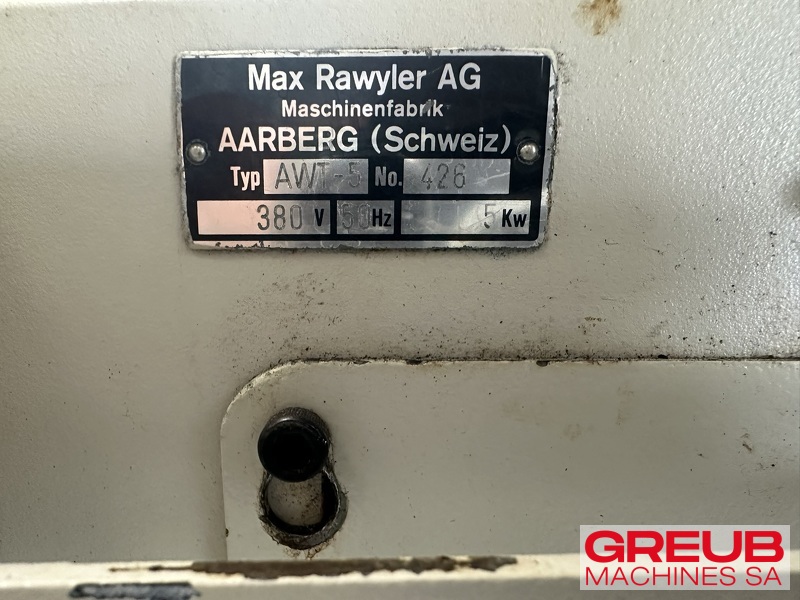 Max Rawyler AG
Maschinenfabrik
AARBERG (Schweiz)
Typ AWT-5 No. 426
380 V 50 Hz 5 Kw
GREUB
MACHINES SA